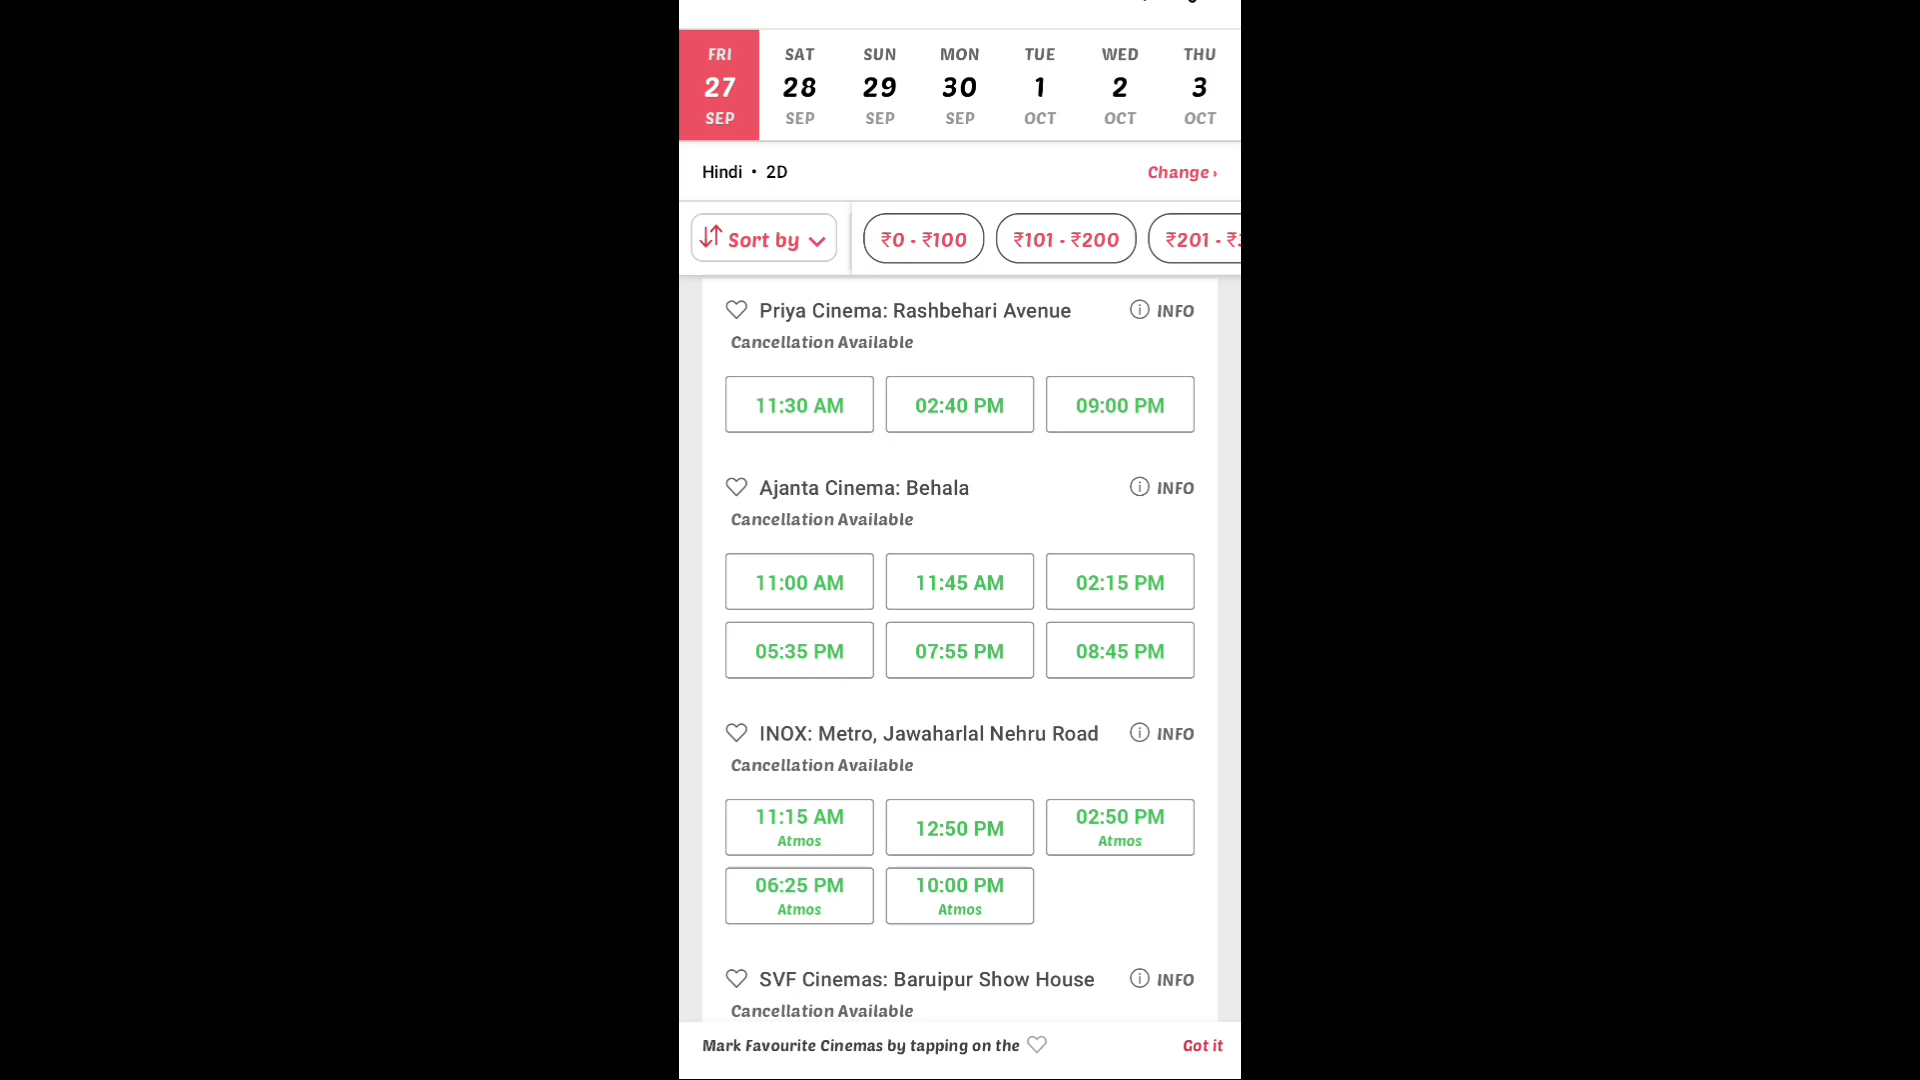 FRI SAT SUN MON TUE WED THU
27 28 29 30 1 2 3
SEP SEP SEP SEP OCT OCT OCT
Hindi • 2D Change ›
Sort by ₹0 - ₹100 ₹101 - ₹200 ₹201 -
Priya Cinema: Rashbehari Avenue INFO
Cancellation Available
11:30 AM 02:40 PM 09:00 PM
Ajanta Cinema: Behala INFO
Cancellation Available
11:00 AM 11:45 AM 02:15 PM
05:35 PM 07:55 PM 08:45 PM
INOX: Metro, Jawaharlal Nehru Road INFO
Cancellation Available
11:15 AM 12:50 PM 02:50 PM
Atmos Atmos
06:25 PM 10:00 PM
Atmos Atmos
SVF Cinemas: Baruipur Show House INFO
Cancellation Available
Mark Favourite Cinemas by tapping on the Got it